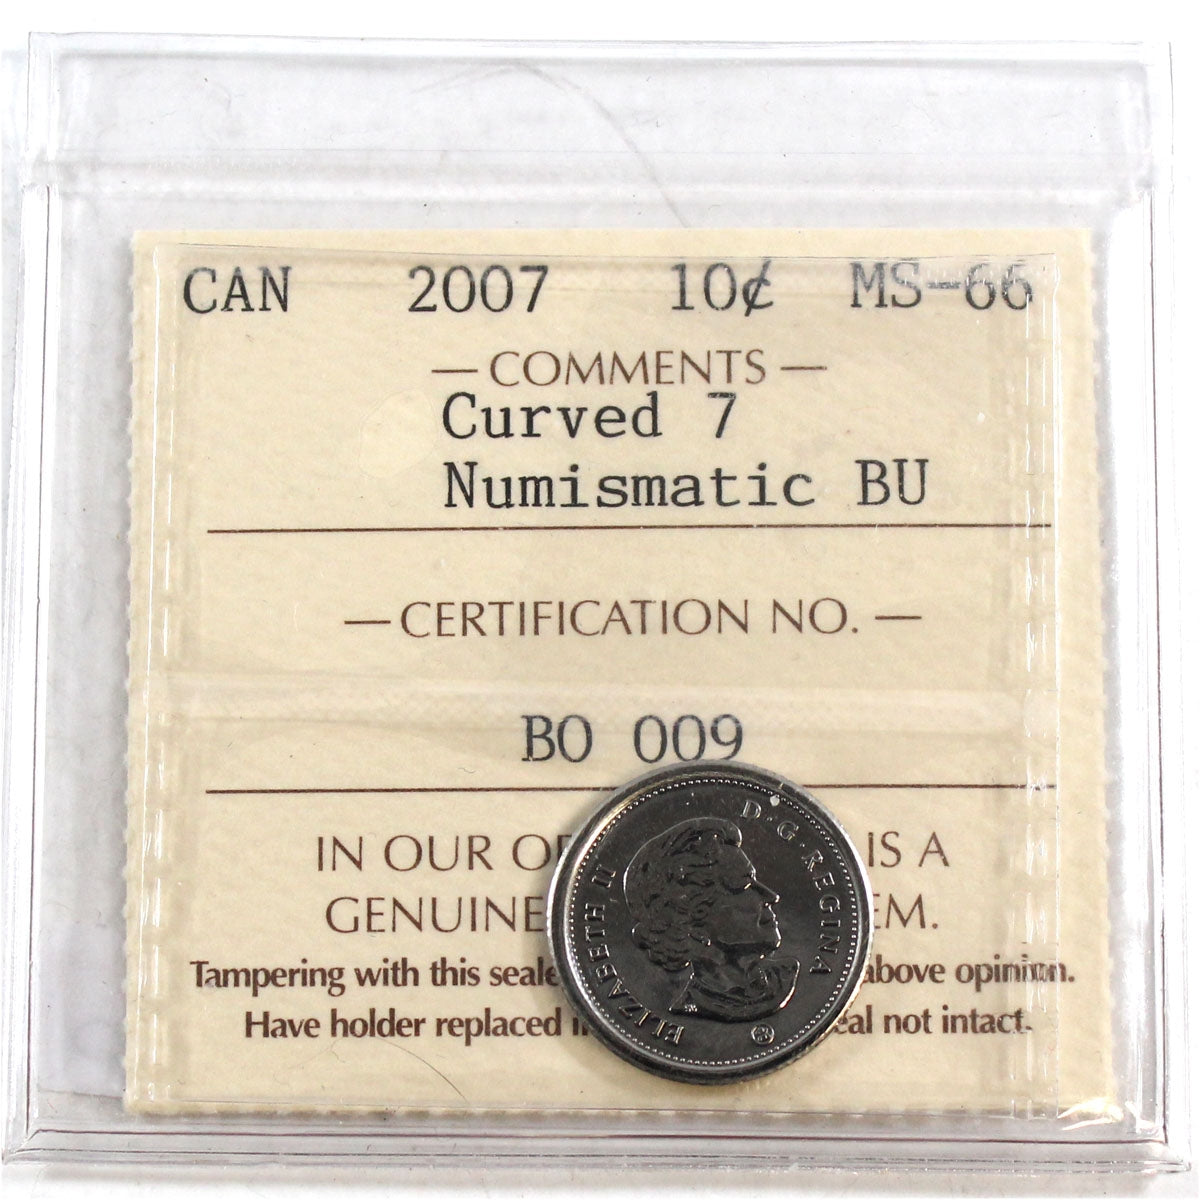 CAN 2007 10¢ MS-66
— COMMENTS —
Curved 7
Numismatic BU
— CERTIFICATION NO. —
BO 009
IN OUR IS A
GENUINE
Tampering with this above opinion.
Have holder replaced not intact.
ELIZABETH II D·G·REGINA